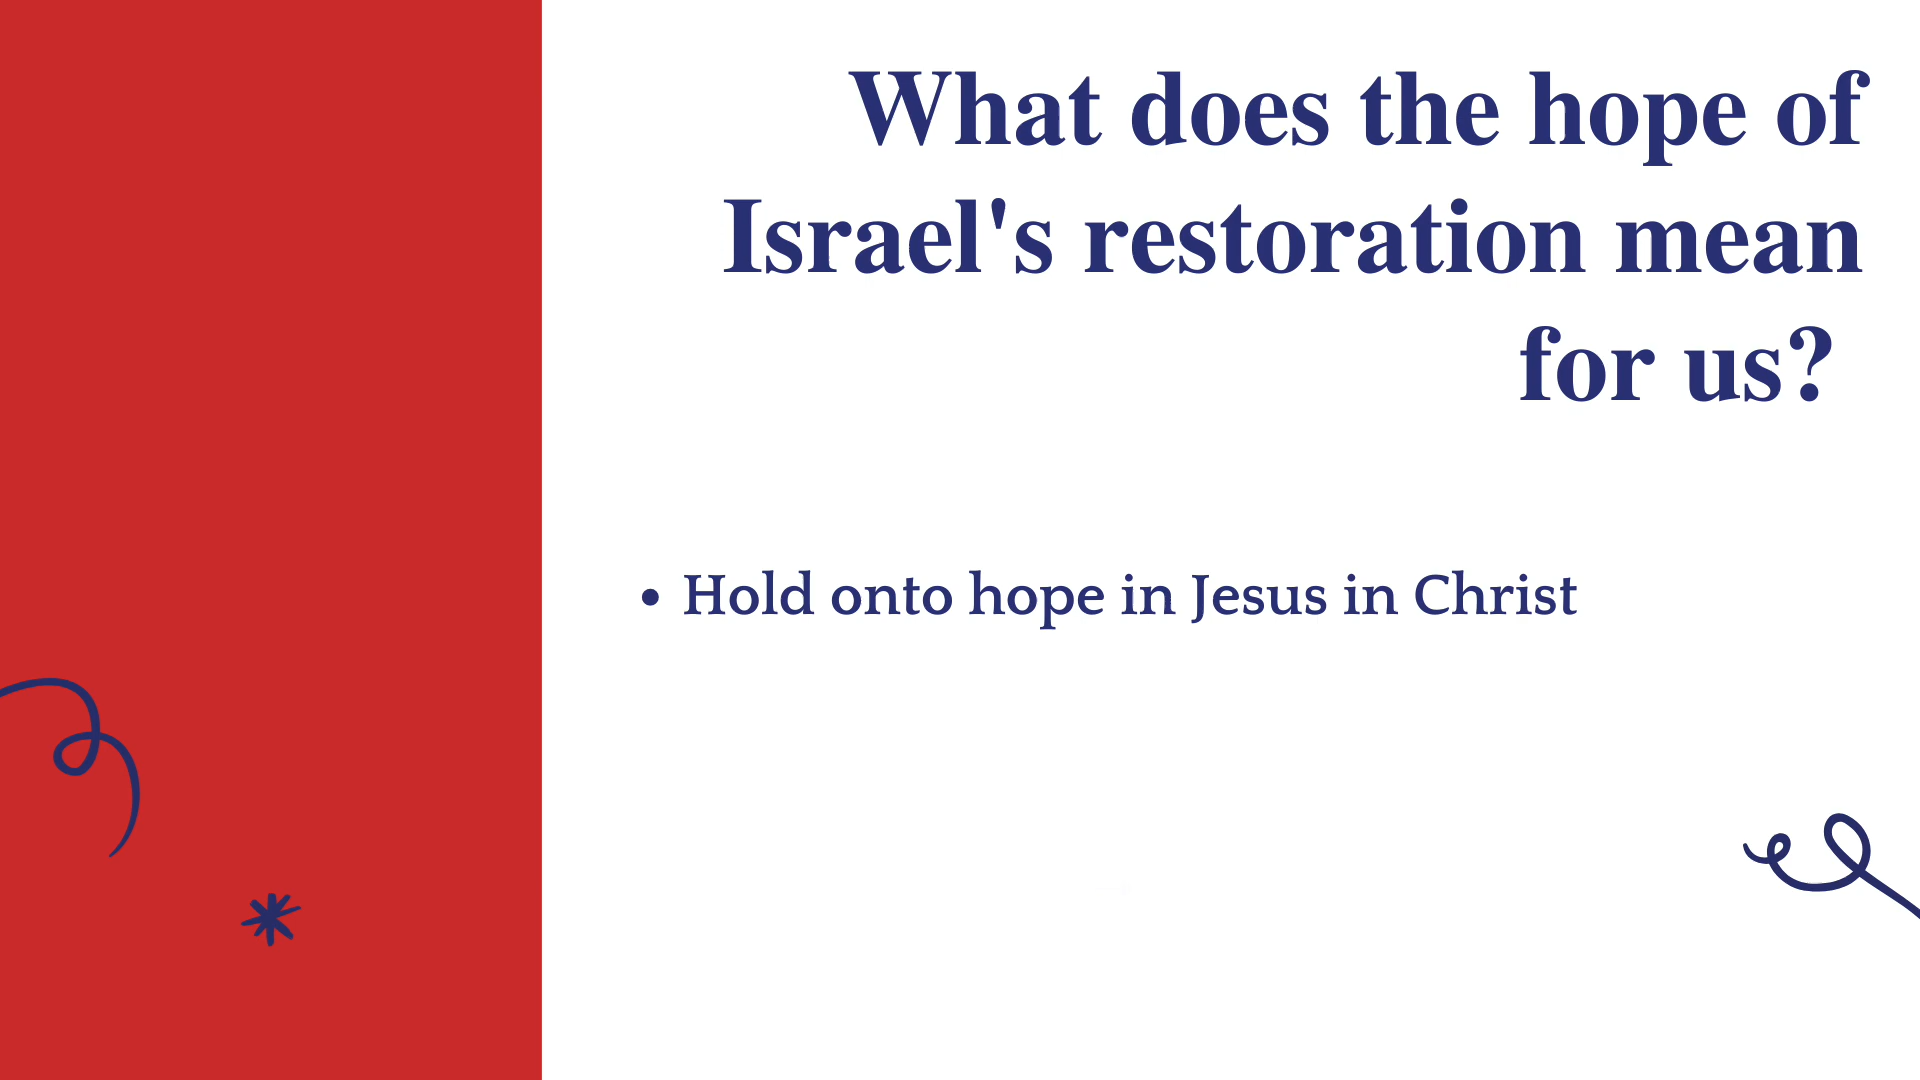 What does the hope of
Israel's restoration mean
for us?
• Hold onto hope in Jesus in Christ